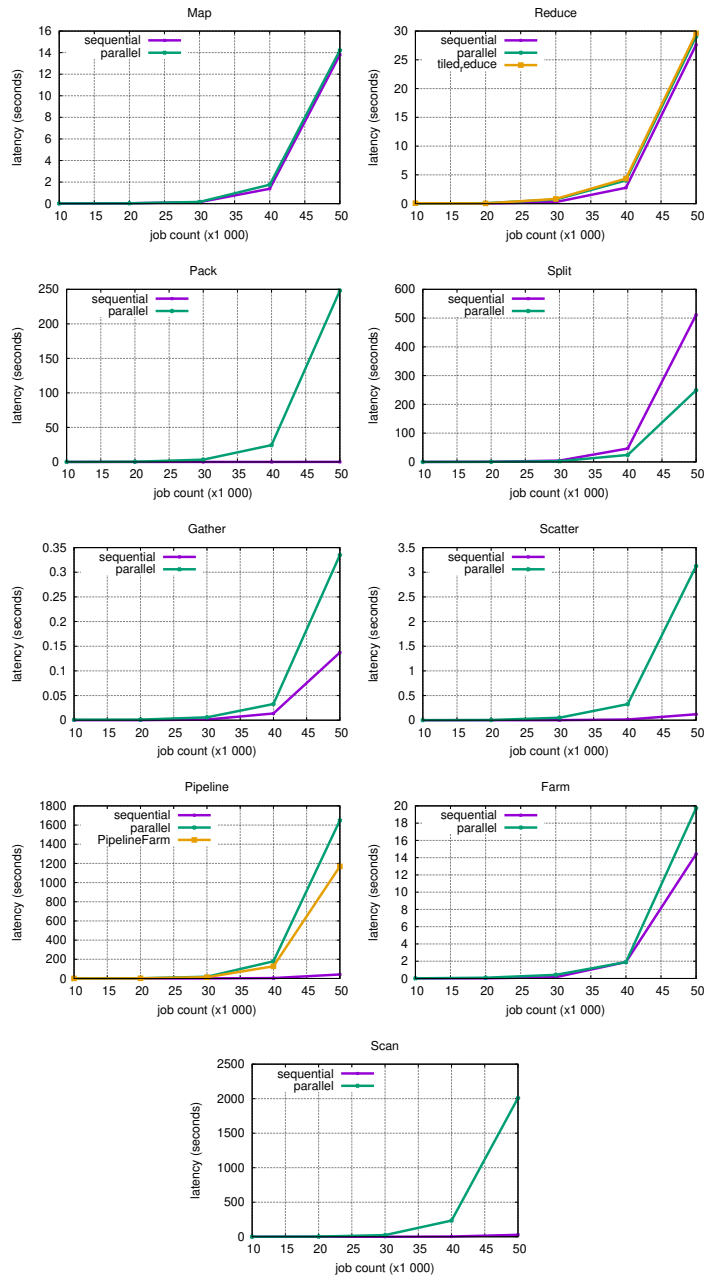 Map
latency (seconds)
16
14
12
10
8
6
4
2
0
sequential
parallel
10 15 20 25 30 35 40 45 50
job count (x1 000)
Reduce
latency (seconds)
30
25
20
15
10
5
0
sequential
parallel
tiled,educe
10 15 20 25 30 35 40 45 50
job count (x1 000)
Pack
latency (seconds)
250
200
150
100
50
0
sequential
parallel
10 15 20 25 30 35 40 45 50
job count (x1 000)
Split
latency (seconds)
600
500
400
300
200
100
0
sequential
parallel
10 15 20 25 30 35 40 45 50
job count (x1 000)
Gather
latency (seconds)
0.35
0.3
0.25
0.2
0.15
0.1
0.05
0
sequential
parallel
10 15 20 25 30 35 40 45 50
job count (x1 000)
Scatter
latency (seconds)
3.5
3
2.5
2
1.5
1
0.5
0
sequential
parallel
10 15 20 25 30 35 40 45 50
job count (x1 000)
Pipeline
latency (seconds)
1800
1600
1400
1200
1000
800
600
400
200
0
sequential
parallel
PipelineFarm
10 15 20 25 30 35 40 45 50
job count (x1 000)
Farm
latency (seconds)
20
18
16
14
12
10
8
6
4
2
0
sequential
parallel
10 15 20 25 30 35 40 45 50
job count (x1 000)
Scan
latency (seconds)
2500
2000
1500
1000
500
0
sequential
parallel
10 15 20 25 30 35 40 45 50
job count (x1 000)